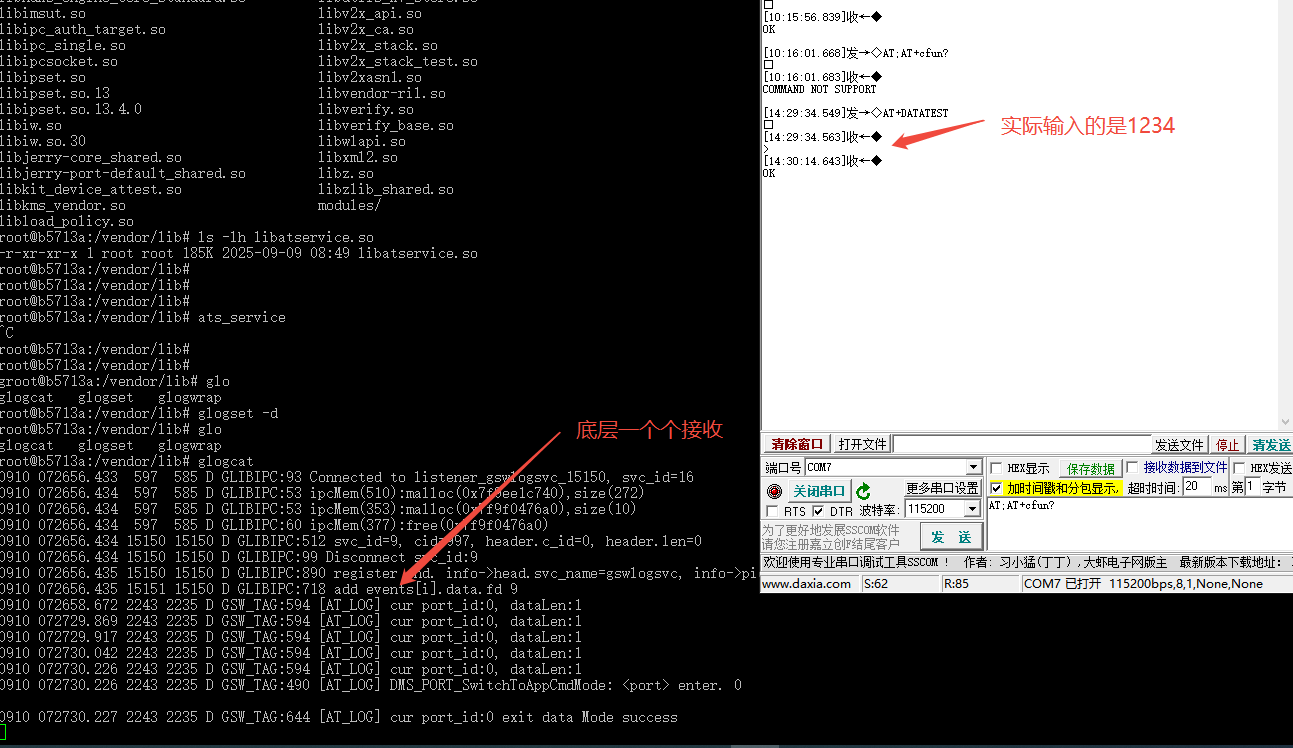 libimsut.so
libipc_auth_target.so
libipc_single.so
libipcsocket.so
libipset.so
libipset.so.13
libipset.so.13.4.0
libiw.so
libiw.so.30
libjerry-core_shared.so
libjerry-port-default_shared.so
libkit_device_attest.so
libkms_vendor.so
libload_policy.so
libv2x_api.so
libv2x_ca.so
libv2x_stack.so
libv2x_stack_test.so
libv2xasn1.so
libvendor-ril.so
libverify.so
libverify_base.so
libwlapi.so
libxml2.so
libz.so
libzlib_shared.so
modules/
root@b5713a:/vendor/lib# ls -lh libatservice.so
-r-xr-xr-x 1 root root 185K 2025-09-09 08:49 libatservice.so
root@b5713a:/vendor/lib#
root@b5713a:/vendor/lib#
root@b5713a:/vendor/lib#
root@b5713a:/vendor/lib# ats_service
^C
root@b5713a:/vendor/lib#
root@b5713a:/vendor/lib#
groot@b5713a:/vendor/lib# glo
glogcat   glogset   glogwrap
root@b5713a:/vendor/lib# glogset -d
root@b5713a:/vendor/lib# glo
glogcat   glogset   glogwrap
root@b5713a:/vendor/lib# glogcat
0910 072656.433  597  585 D GLIBIPC:93 Connected to listener_gswlogsvc_15150, svc_id=16
0910 072656.434  597  585 D GLIBIPC:53 ipcMem(510):malloc(0x7f9ee1c740),size(272)
0910 072656.434  597  585 D GLIBIPC:53 ipcMem(353):malloc(0x7f9f0476a0),size(10)
0910 072656.434  597  585 D GLIBIPC:60 ipcMem(377):free(0x7f9f0476a0)
0910 072656.434 15150 15150 D GLIBIPC:512 svc_id=9, cid=997, header.c_id=0, header.len=0
0910 072656.434 15150 15150 D GLIBIPC:99 Disconnect svc_id:9
0910 072656.435 15150 15150 D GLIBIPC:890 register ind. info->head.svc_name=gswlogsvc, info->pi
0910 072656.435 15151 15150 D GLIBIPC:718 add events[i].data.fd 9
0910 072658.672 2243 2235 D GSW_TAG:594 [AT_LOG] cur port_id:0, dataLen:1
0910 072729.869 2243 2235 D GSW_TAG:594 [AT_LOG] cur port_id:0, dataLen:1
0910 072729.917 2243 2235 D GSW_TAG:594 [AT_LOG] cur port_id:0, dataLen:1
0910 072730.042 2243 2235 D GSW_TAG:594 [AT_LOG] cur port_id:0, dataLen:1
0910 072730.226 2243 2235 D GSW_TAG:594 [AT_LOG] cur port_id:0, dataLen:1
0910 072730.226 2243 2235 D GSW_TAG:490 [AT_LOG] DMS_PORT_SwitchToAppCmdMode: <port> enter. 0
0910 072730.227 2243 2235 D GSW_TAG:644 [AT_LOG] cur port_id:0 exit data Mode success
底层一个个接收
[10:15:56.839]收←◆
OK
[10:16:01.668]发→◇AT;AT+cfun?
□
[10:16:01.683]收←◆
COMMAND NOT SUPPORT
[14:29:34.549]发→◇AT+DATATEST
□
[14:29:34.563]收←◆
>
[14:30:14.643]收←◆
OK
实际输入的是1234
清除窗口 打开文件 发送文件 停止 清发送
端口号 COM7 HEX显示 保存数据 接收数据到文件 HEX发送
关闭串口 更多串口设置 加时间戳和分包显示, 超时时间: 20 ms 第 1 字节
RTS DTR 波特率: 115200 AT;AT+cfun?
为了更好地发展SSCOM软件
请您注册嘉立创F结尾客户
发 送
欢迎使用专业串口调试工具SSCOM ! 作者: 习小猛(丁丁),大虾电子网版主 最新版本下载地址:
www.daxia.com S:62 R:85 COM7 已打开 115200bps,8,1,None,None